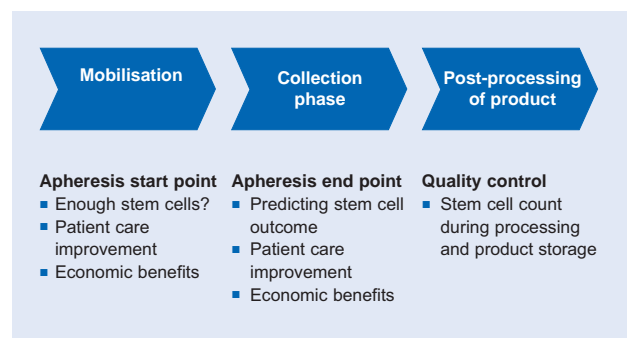 Mobilisation
Collection
phase
Post-processing
of product
Apheresis start point
Enough stem cells?
Patient care
improvement
Economic benefits
Apheresis end point
Predicting stem cell
outcome
Patient care
improvement
Economic benefits
Quality control
Stem cell count
during processing
and product storage